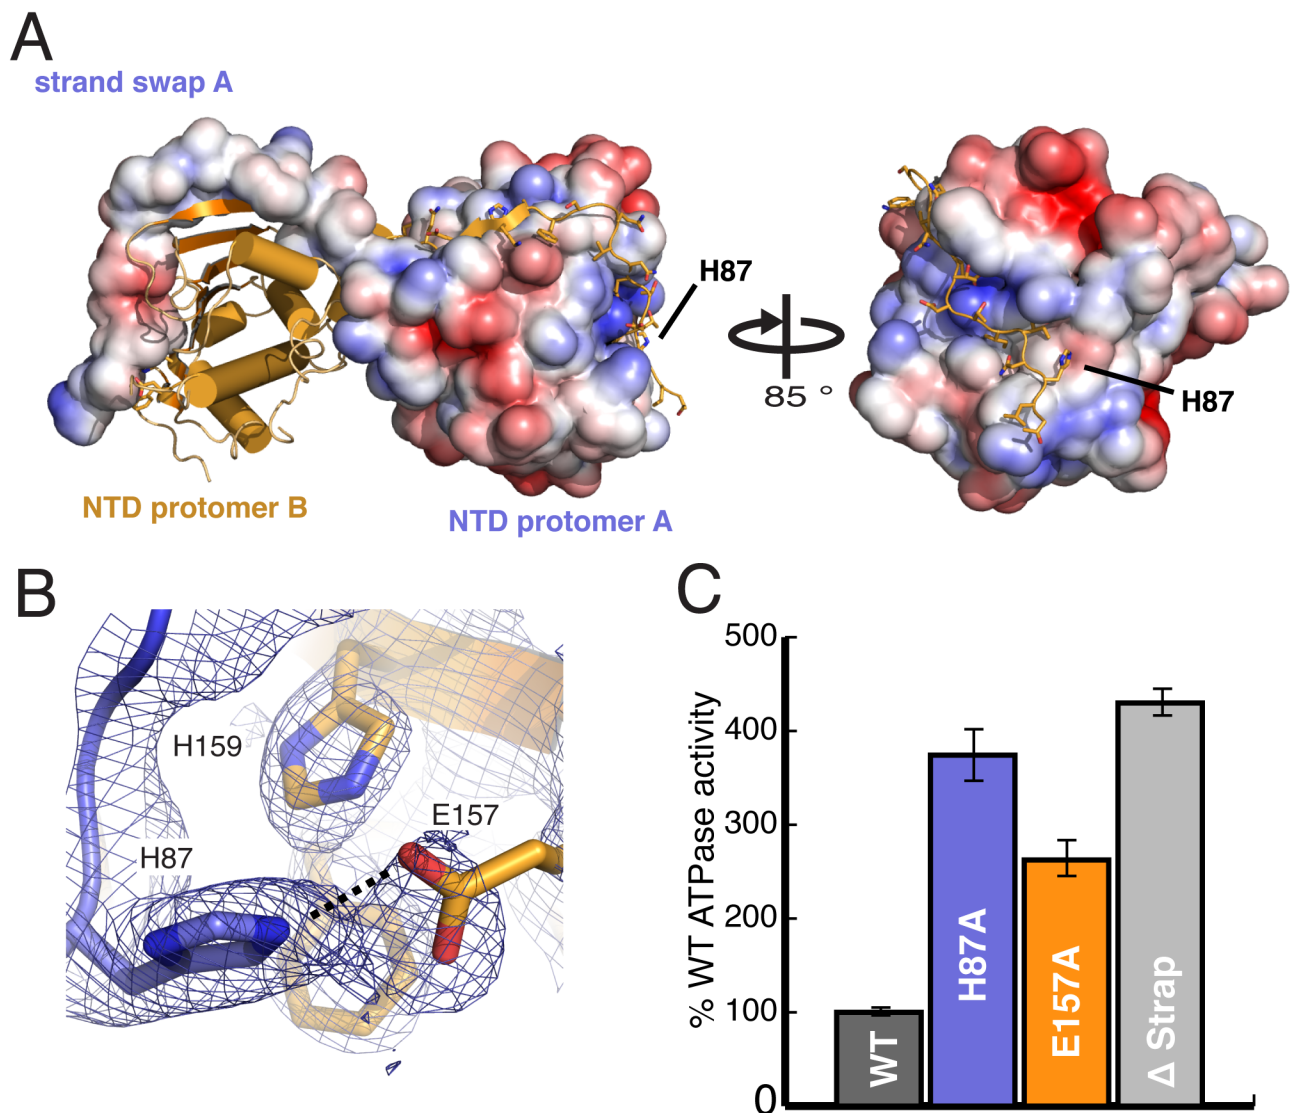 A
strand swap A
H87
85 °
H87
NTD protomer B
NTD protomer A
B
H159
E157
H87
C
% WT ATPase activity
500
400
300
200
100
0
WT
H87A
E157A
Δ Strap